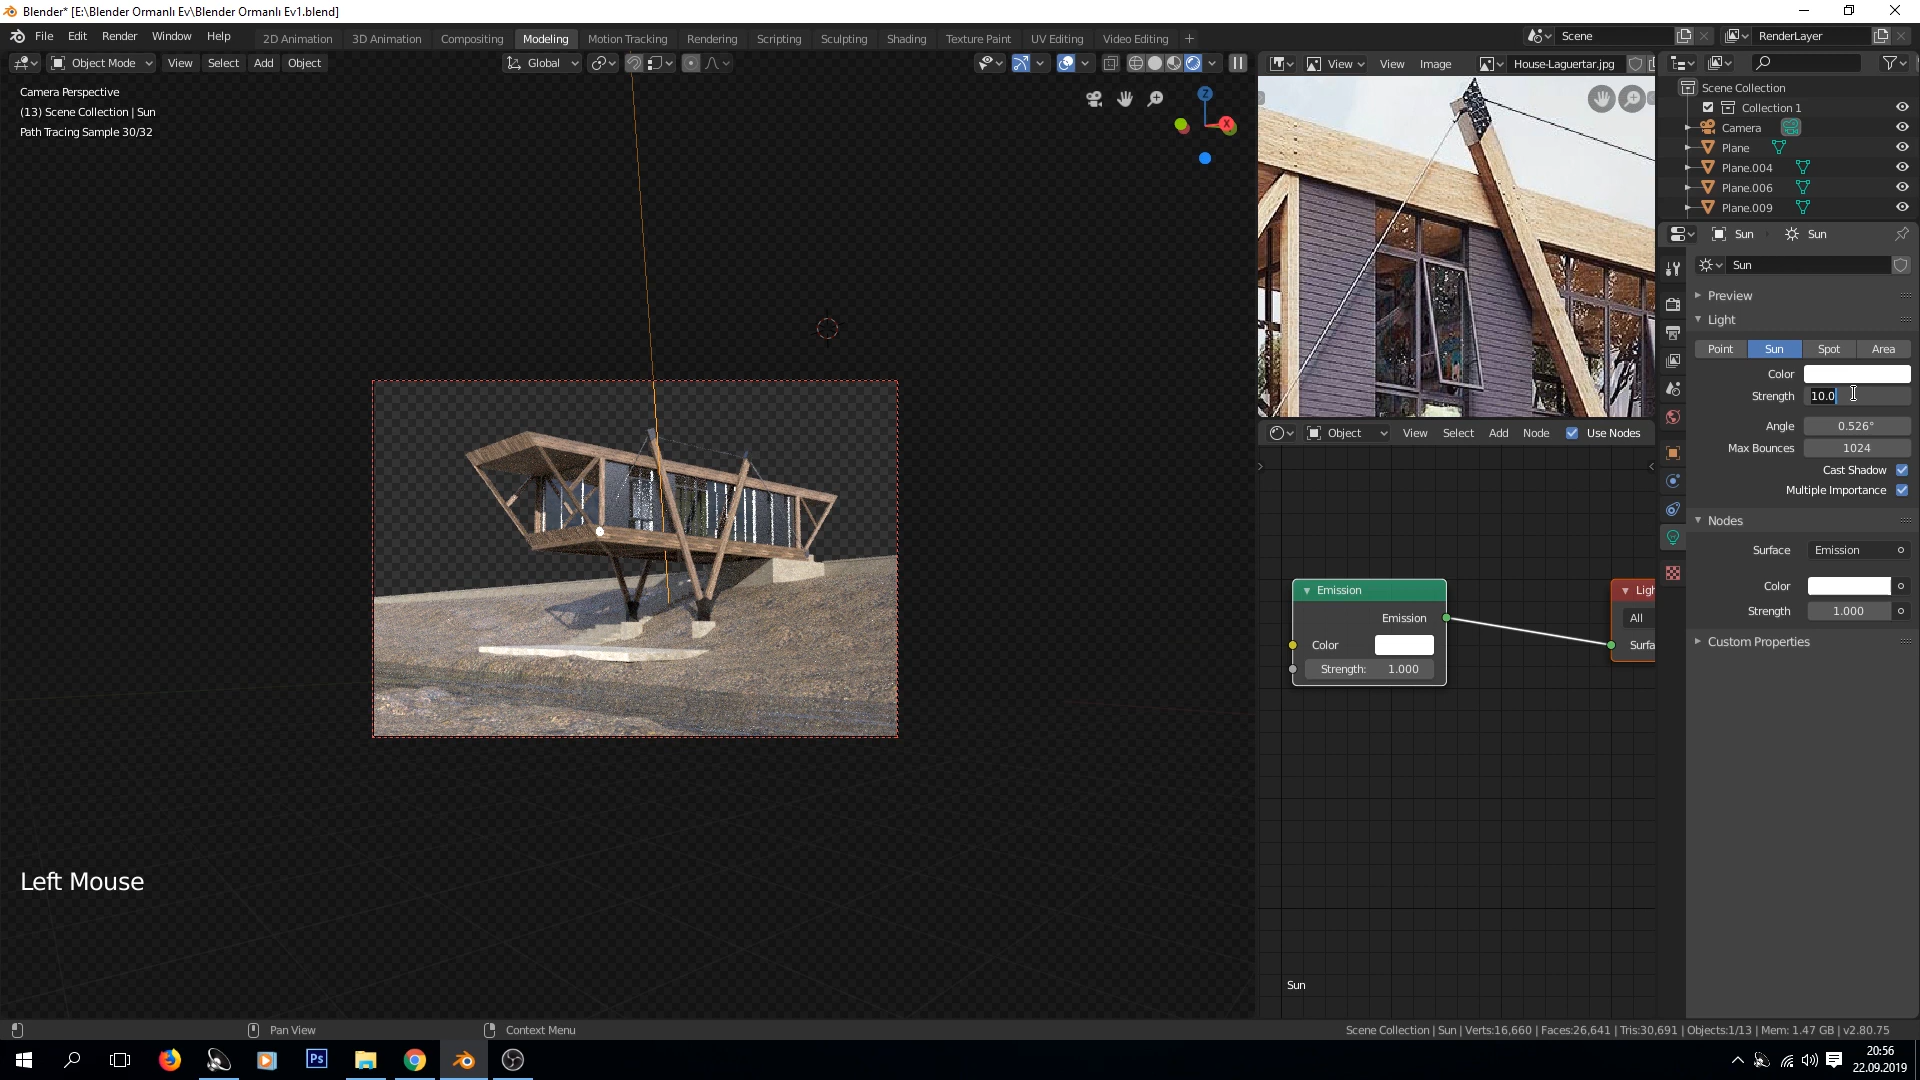 Blender* [E:\Blender Ormanlı Ev\Blender Ormanlı Ev1.blend]
File Edit Render Window Help
2D Animation 3D Animation Compositing Modeling Motion Tracking Rendering Scripting Sculpting Shading Texture Paint UV Editing Video Editing +
Scene
RenderLayer
Object Mode View Select Add Object
Global
View View Image House-Laguertar.jpg
Camera Perspective
(13) Scene Collection | Sun
Path Tracing Sample 30/32
Z
X
Scene Collection
Collection 1
Camera
Plane
Plane.004
Plane.006
Plane.009
Sun Sun
Sun
Preview
Light
Point Sun Spot Area
Color
Strength 10.0
Angle 0.526°
Max Bounces 1024
Cast Shadow
Multiple Importance
Nodes
Surface Emission
Color
Strength 1.000
Custom Properties
Object View Select Add Node Use Nodes
Emission
Emission
Color
Strength: 1.000
Ligh
All
Surfa
Sun
Left Mouse
Pan View
Context Menu
Scene Collection | Sun | Verts:16,660 | Faces:26,641 | Tris:30,691 | Objects:1/13 | Mem: 1.47 GB | v2.80.75
Ps
20:56
22.09.2019